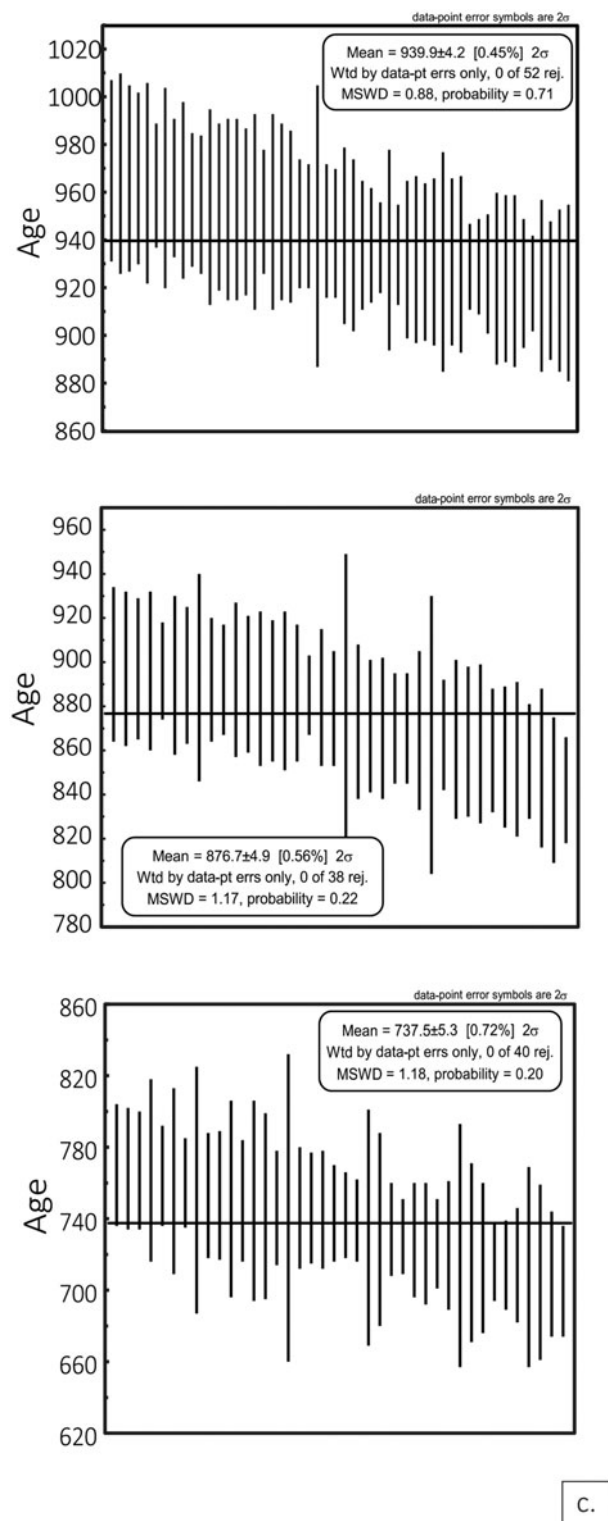 data-point error symbols are 2σ
Mean = 939.9±4.2 [0.45%] 2σ
Wtd by data-pt errs only, 0 of 52 rej.
MSWD = 0.88, probability = 0.71
1020
1000
980
960
940
920
900
880
860
Age
data-point error symbols are 2σ
960
940
920
900
880
860
840
820
800
780
Age
Mean = 876.7±4.9 [0.56%] 2σ
Wtd by data-pt errs only, 0 of 38 rej.
MSWD = 1.17, probability = 0.22
data-point error symbols are 2σ
Mean = 737.5±5.3 [0.72%] 2σ
Wtd by data-pt errs only, 0 of 40 rej.
MSWD = 1.18, probability = 0.20
860
820
780
740
700
660
620
Age
C.